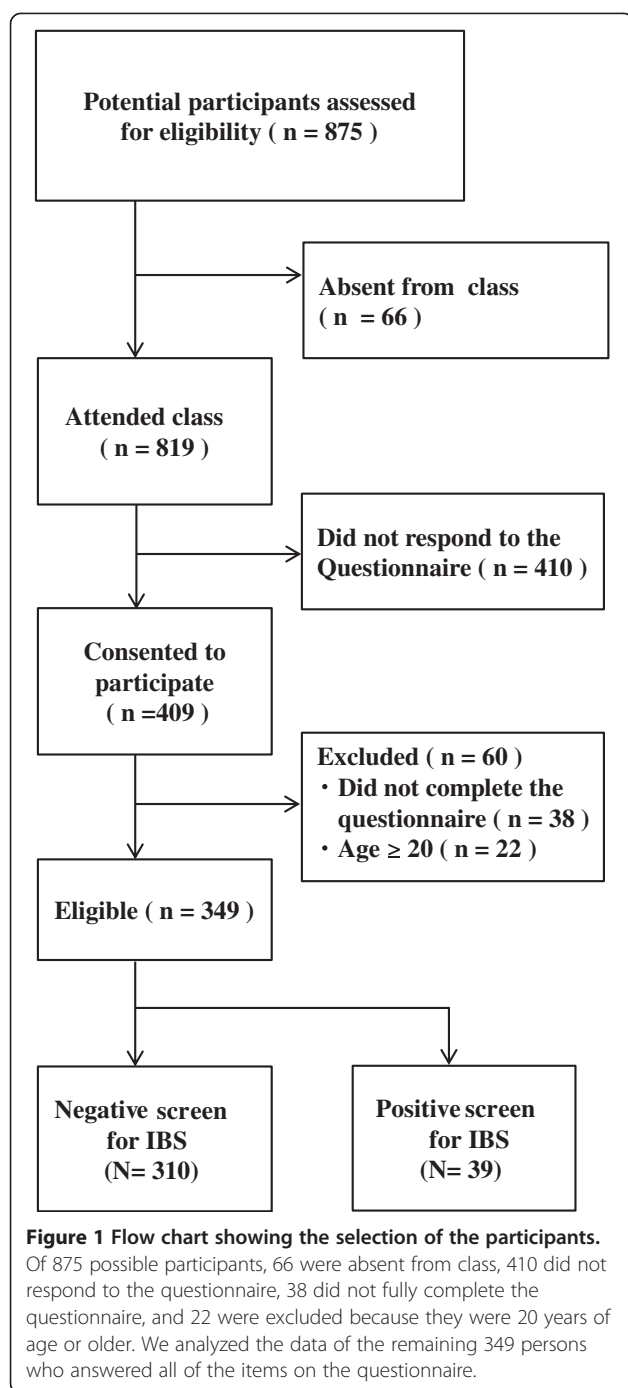 Potential participants assessed
for eligibility ( n = 875 )
Absent from class
( n = 66 )
Attended class
( n = 819 )
Did not respond to the
Questionnaire ( n = 410 )
Consented to
participate
( n =409 )
Excluded ( n = 60 )
・Did not complete the
questionnaire ( n = 38 )
・Age ≥ 20 ( n = 22 )
Eligible ( n = 349 )
Negative screen
for IBS
(N= 310)
Positive screen
for IBS
(N= 39)
Figure 1 Flow chart showing the selection of the participants.
Of 875 possible participants, 66 were absent from class, 410 did not
respond to the questionnaire, 38 did not fully complete the
questionnaire, and 22 were excluded because they were 20 years of
age or older. We analyzed the data of the remaining 349 persons
who answered all of the items on the questionnaire.